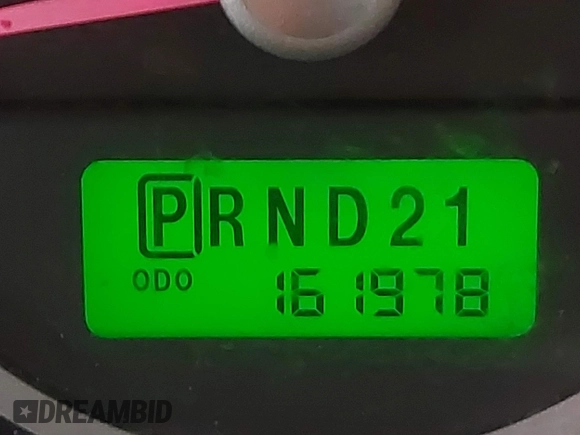 PRND21
ODO 161978
DREAMBID